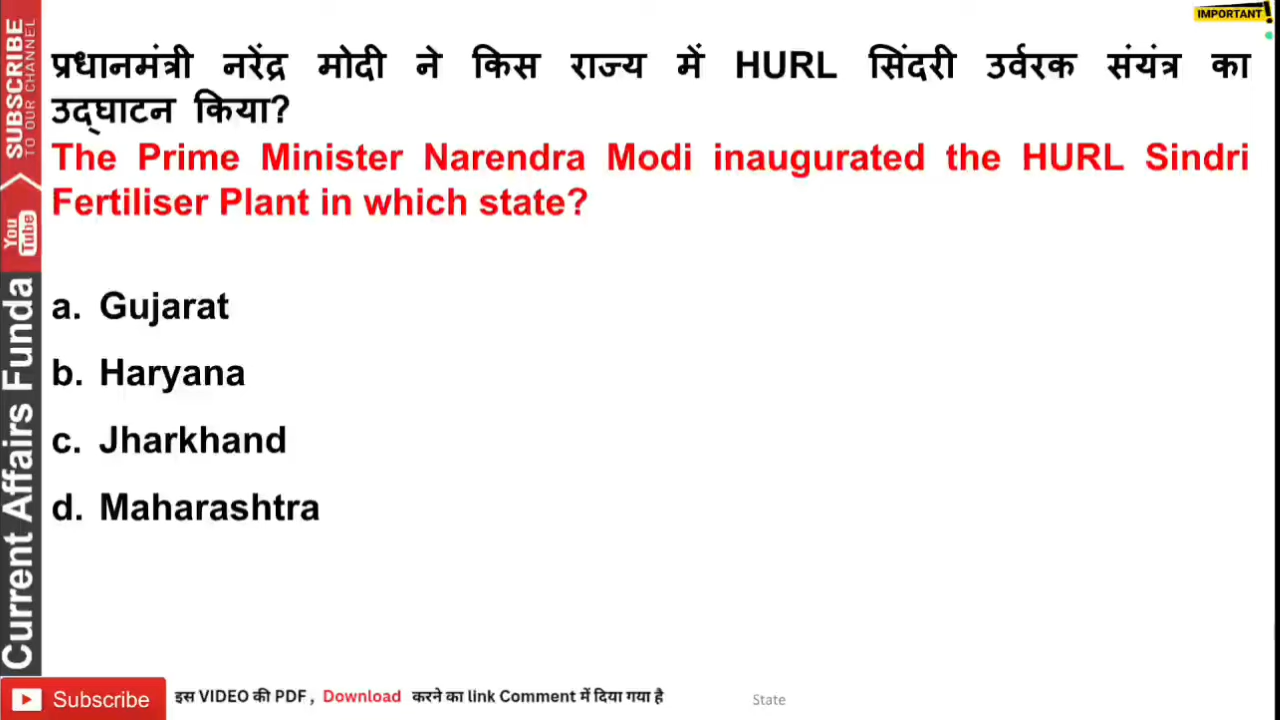 IMPORTANT!
प्रधानमंत्री नरेंद्र मोदी ने किस राज्य में HURL सिंदरी उर्वरक संयंत्र का
उद्घाटन किया?
The Prime Minister Narendra Modi inaugurated the HURL Sindri
Fertiliser Plant in which state?
a. Gujarat
b. Haryana
c. Jharkhand
d. Maharashtra
SUBSCRIBE
TO OUR CHANNEL
YouTube
Current Affairs Funda
Subscribe
इस VIDEO की PDF , Download करने का link Comment में दिया गया है
State